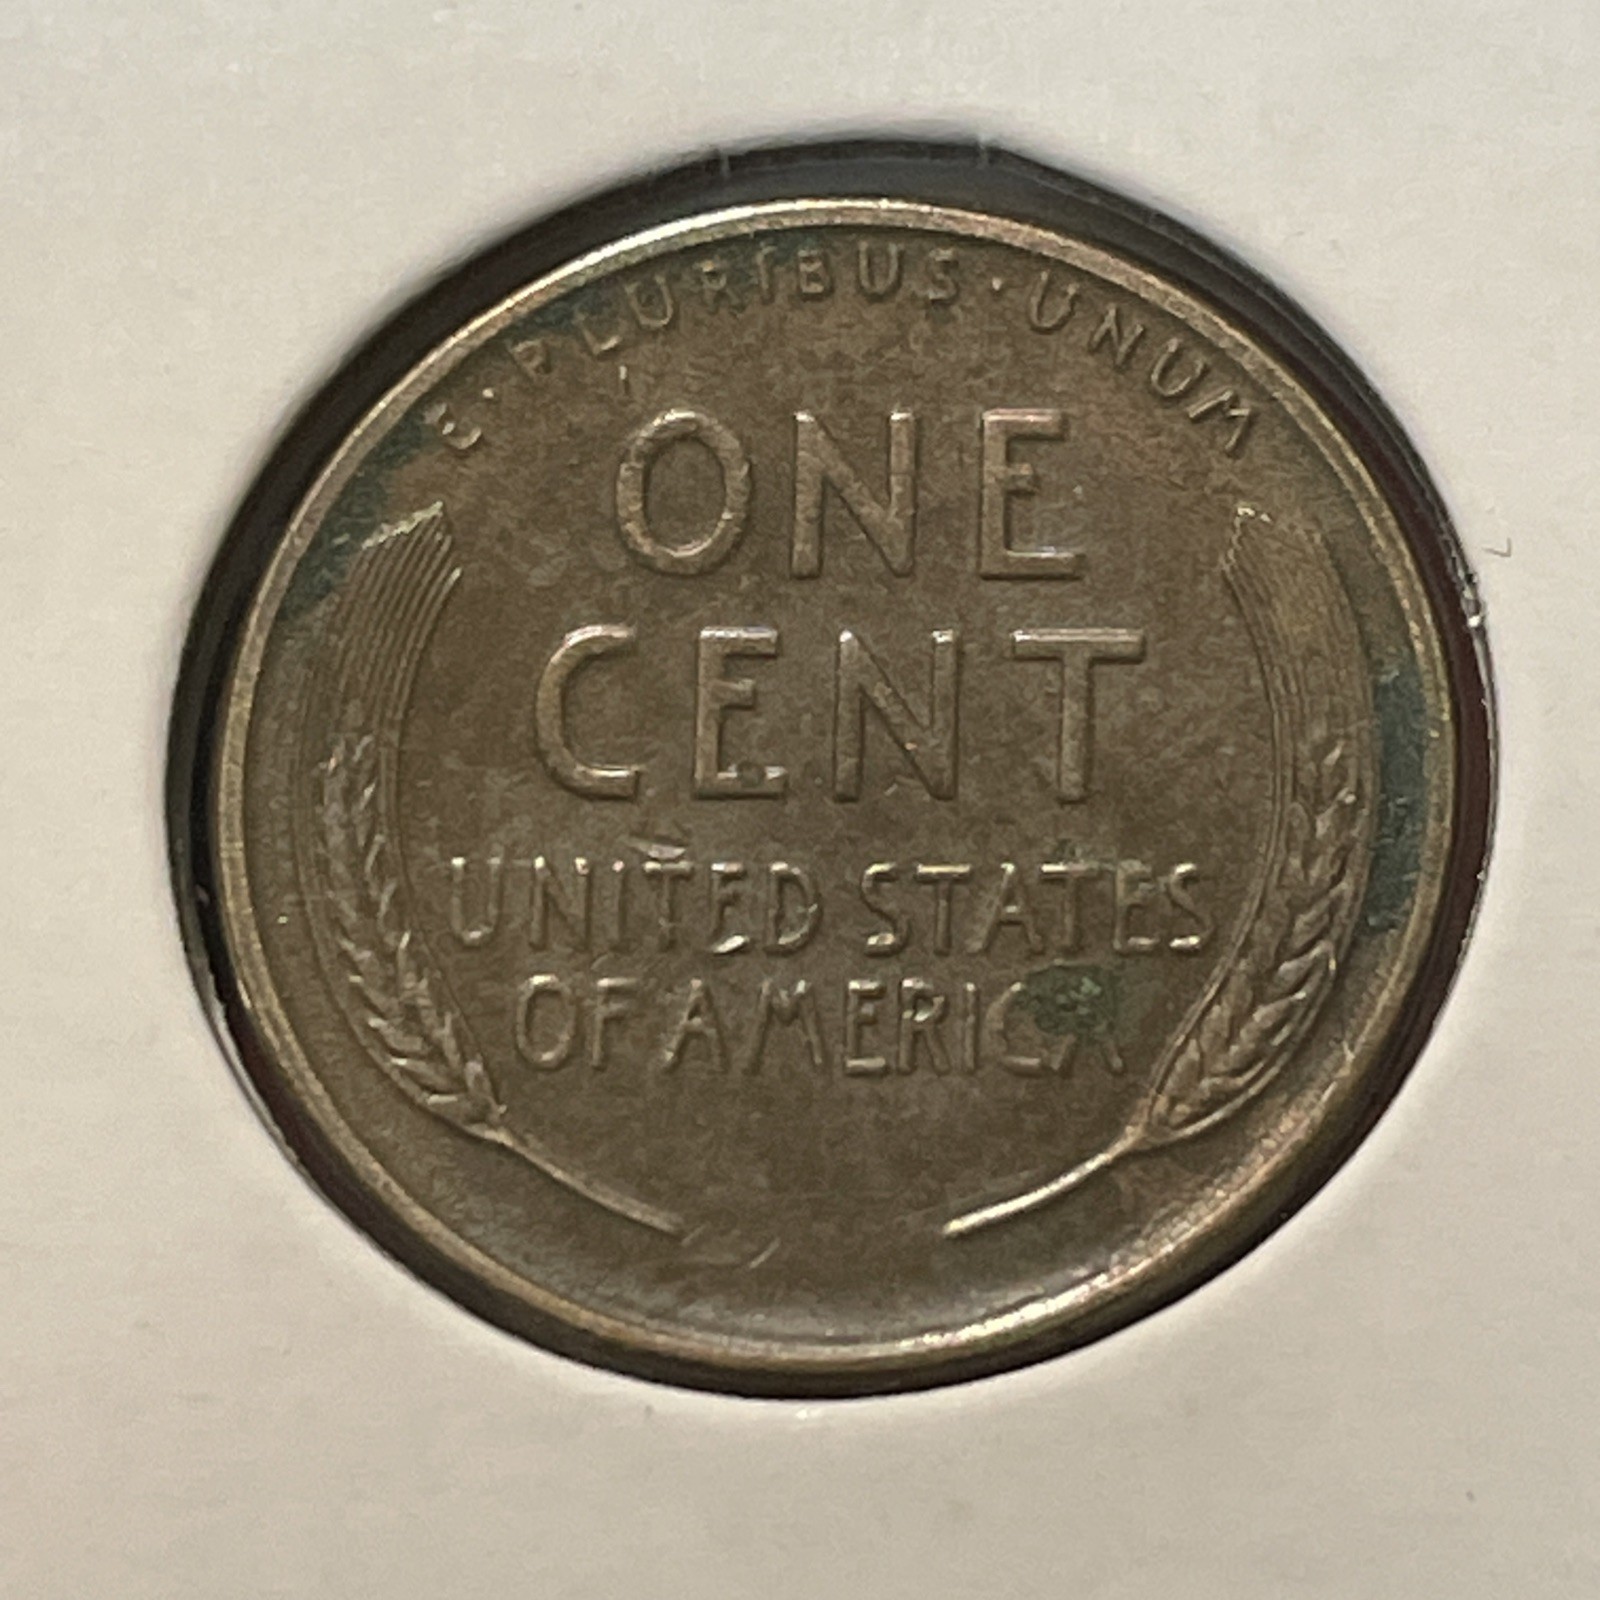 E·PLURIBUS·UNUM
ONE
CENT
UNITED STATES
OF AMERICA